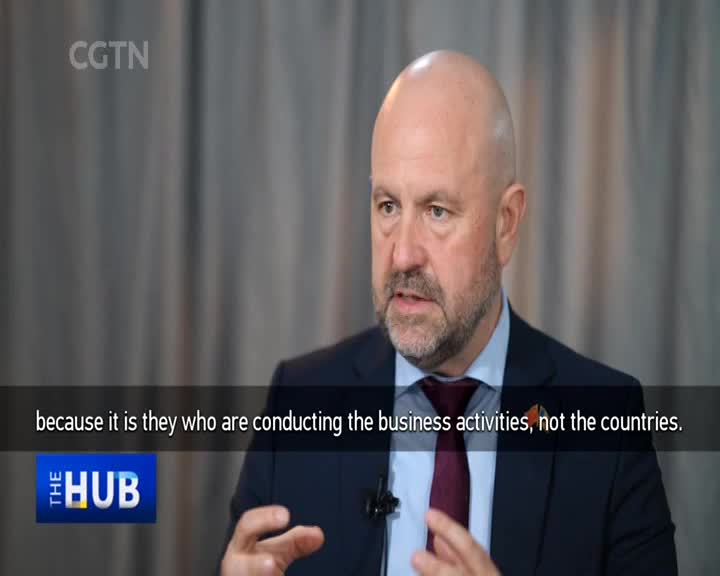 CGTN
because it is they who are conducting the business activities, not the countries.
THE HUB